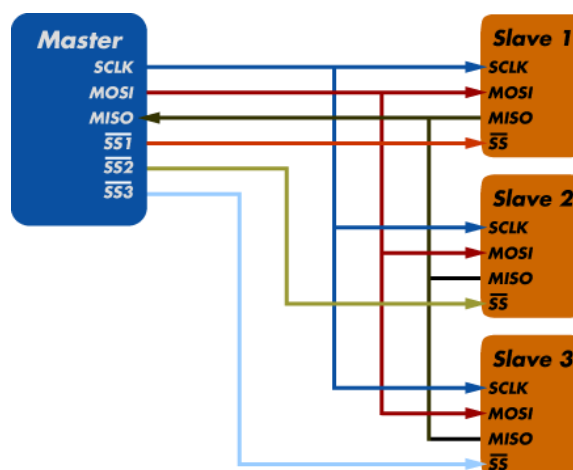 Master
SCLK
MOSI
MISO
SS1
SS2
SS3
Slave 1
SCLK
MOSI
MISO
SS
Slave 2
SCLK
MOSI
MISO
SS
Slave 3
SCLK
MOSI
MISO
SS